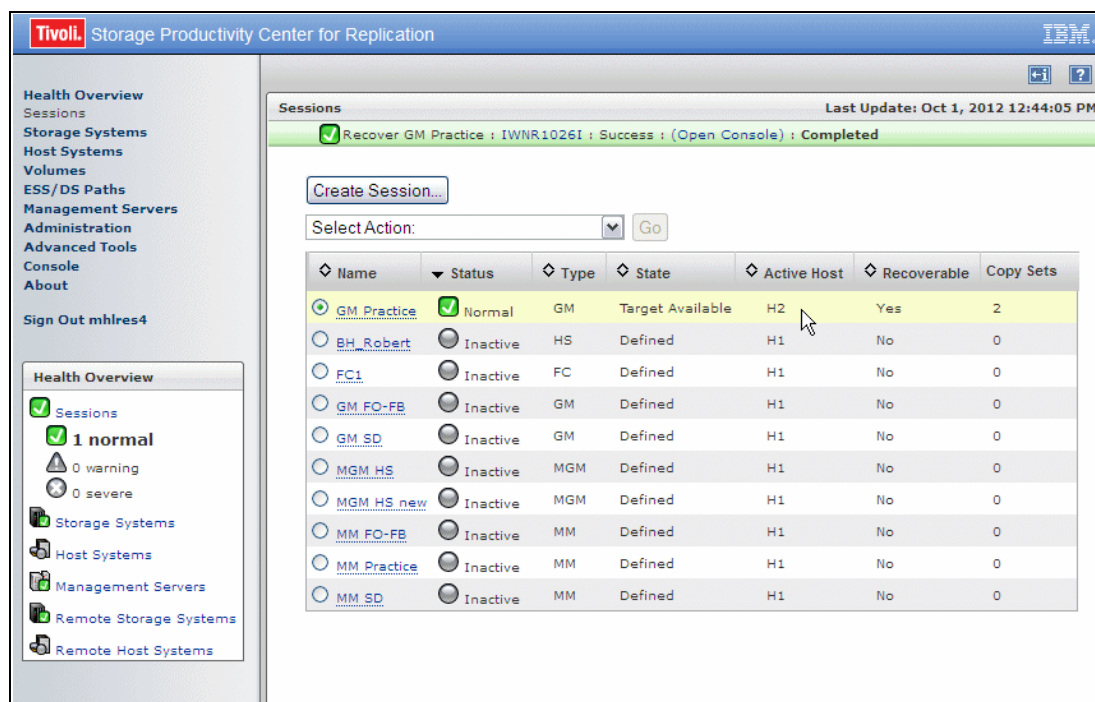 Tivoli. Storage Productivity Center for Replication IBM.
Health Overview
Sessions
Storage Systems
Host Systems
Volumes
ESS/DS Paths
Management Servers
Administration
Advanced Tools
Console
About
Sign Out mhlres4
Health Overview
Sessions
1 normal
0 warning
0 severe
Storage Systems
Host Systems
Management Servers
Remote Storage Systems
Remote Host Systems
i ?
Sessions Last Update: Oct 1, 2012 12:44:05 PM
Recover GM Practice : IWNR1026I : Success : (Open Console) : Completed
Create Session...
Select Action: Go
Name Status Type State Active Host Recoverable Copy Sets
GM Practice Normal GM Target Available H2 Yes 2
BH_Robert Inactive HS Defined H1 No 0
FC1 Inactive FC Defined H1 No 0
GM FO-FB Inactive GM Defined H1 No 0
GM SD Inactive GM Defined H1 No 0
MGM HS Inactive MGM Defined H1 No 0
MGM HS new Inactive MGM Defined H1 No 0
MM FO-FB Inactive MM Defined H1 No 0
MM Practice Inactive MM Defined H1 No 0
MM SD Inactive MM Defined H1 No 0